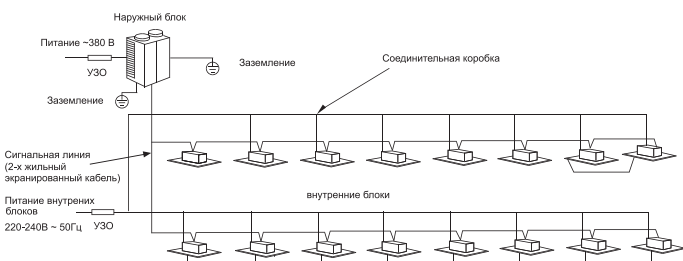 Наружный блок
Питание ~380 В
УЗО
Заземление
Соединительная коробка
Заземление
Сигнальная линия
(2-х жильный
экранированный кабель)
Питание внутрених
блоков
220-240В ~ 50Гц
УЗО
внутренние блоки